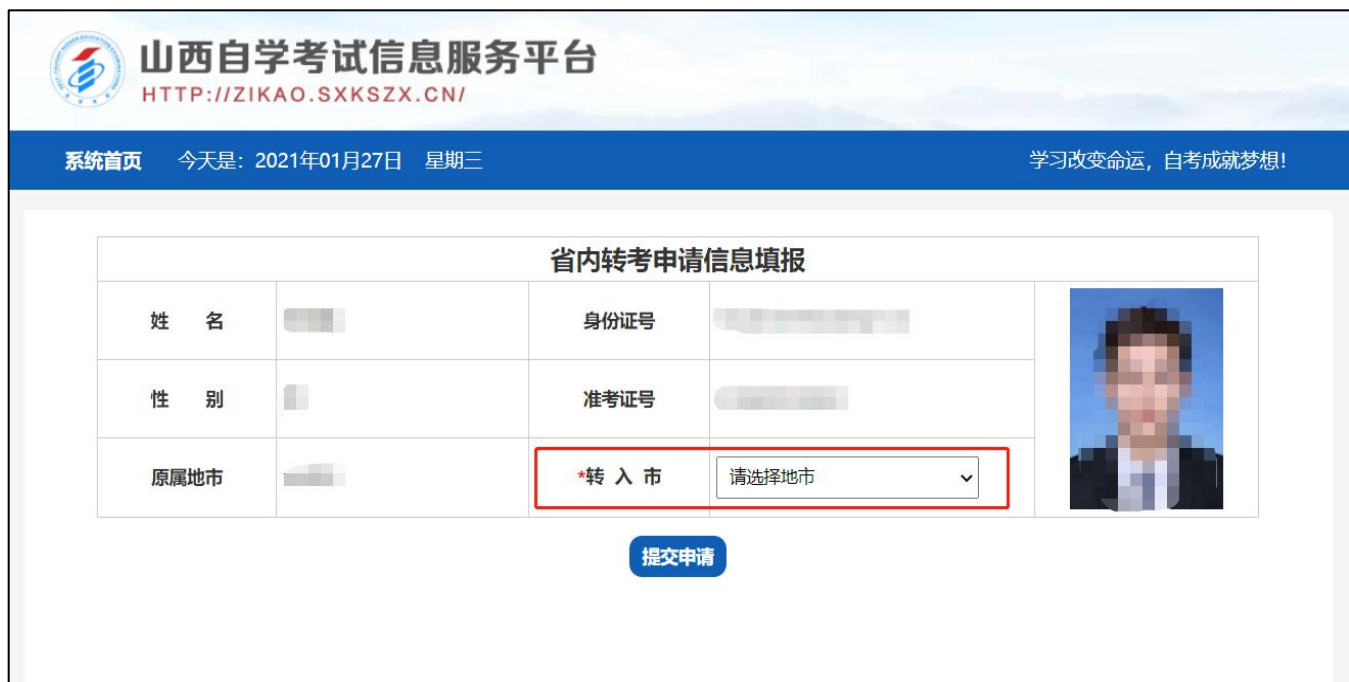 山西自学考试信息服务平台
HTTP://ZIKAO.SXKSZX.CN/
系统首页 今天是：2021年01月27日 星期三 学习改变命运，自考成就梦想！
省内转考申请信息填报
姓 名 身份证号
性 别 准考证号
原属地市 *转 入 市 请选择地市
提交申请